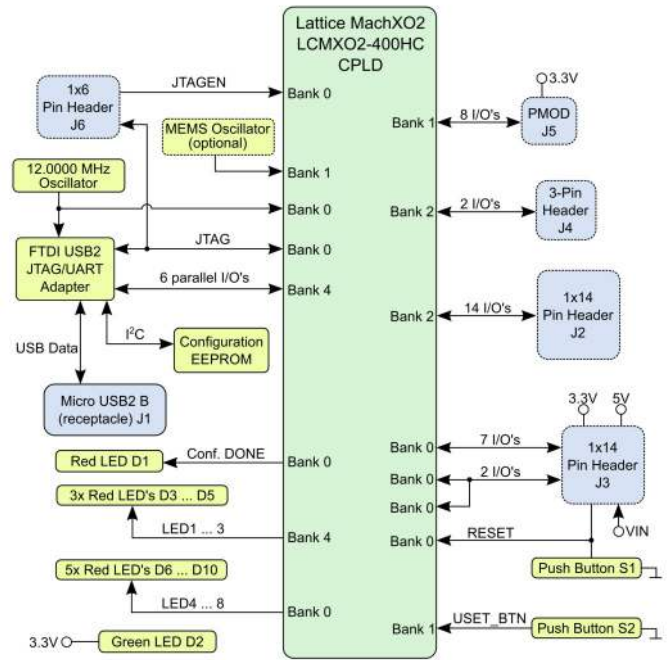 Lattice MachXO2
LCMXO2-400HC
CPLD
1x6
Pin Header
J6
JTAGEN
Bank 0
MEMS Oscillator
(optional)
Bank 1
12.0000 MHz
Oscillator
Bank 0
JTAG
Bank 0
FTDI USB2
JTAG/UART
Adapter
6 parallel I/O's
Bank 4
I²C
USB Data
Configuration
EEPROM
Micro USB2 B
(receptacle) J1
Red LED D1
Conf. DONE
Bank 0
3x Red LED's D3 ... D5
LED1 ... 3
Bank 4
5x Red LED's D6 ... D10
LED4 ... 8
Bank 0
3.3V
Green LED D2
3.3V
Bank 1
8 I/O's
PMOD
J5
Bank 2
2 I/O's
3-Pin
Header
J4
Bank 2
14 I/O's
1x14
Pin Header
J2
3.3V
5V
Bank 0
7 I/O's
1x14
Pin Header
J3
Bank 0
2 I/O's
Bank 0
VIN
Bank 0
RESET
Push Button S1
Bank 1
USET_BTN
Push Button S2